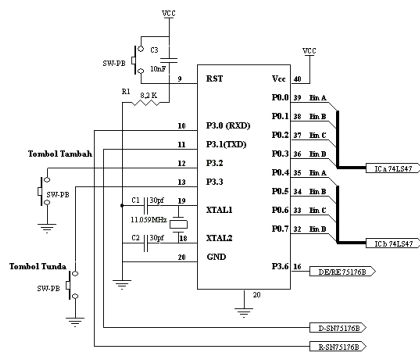 VCC
SW-PB
C3
10nF
VCC
R1
8,2 K
9
RST
Vcc
40
P0.0
39
Bin A
P0.1
38
Bin B
10
P3.0 (RXD)
P0.2
37
Bin C
11
P3.1(TXD)
P0.3
36
Bin D
Tombol Tambah
12
P3.2
P0.4
35
Bin A
ICa 74LS47
13
P3.3
P0.5
34
Bin B
SW-PB
P0.6
33
Bin C
C1
30pf
19
XTAL1
P0.7
32
Bin D
11.059MHz
ICb 74LS47
C2
30pf
18
XTAL2
20
GND
P3.6
16
DE/RE 75176B
Tombol Tunda
SW-PB
20
D-SN75176B
R-SN75176B